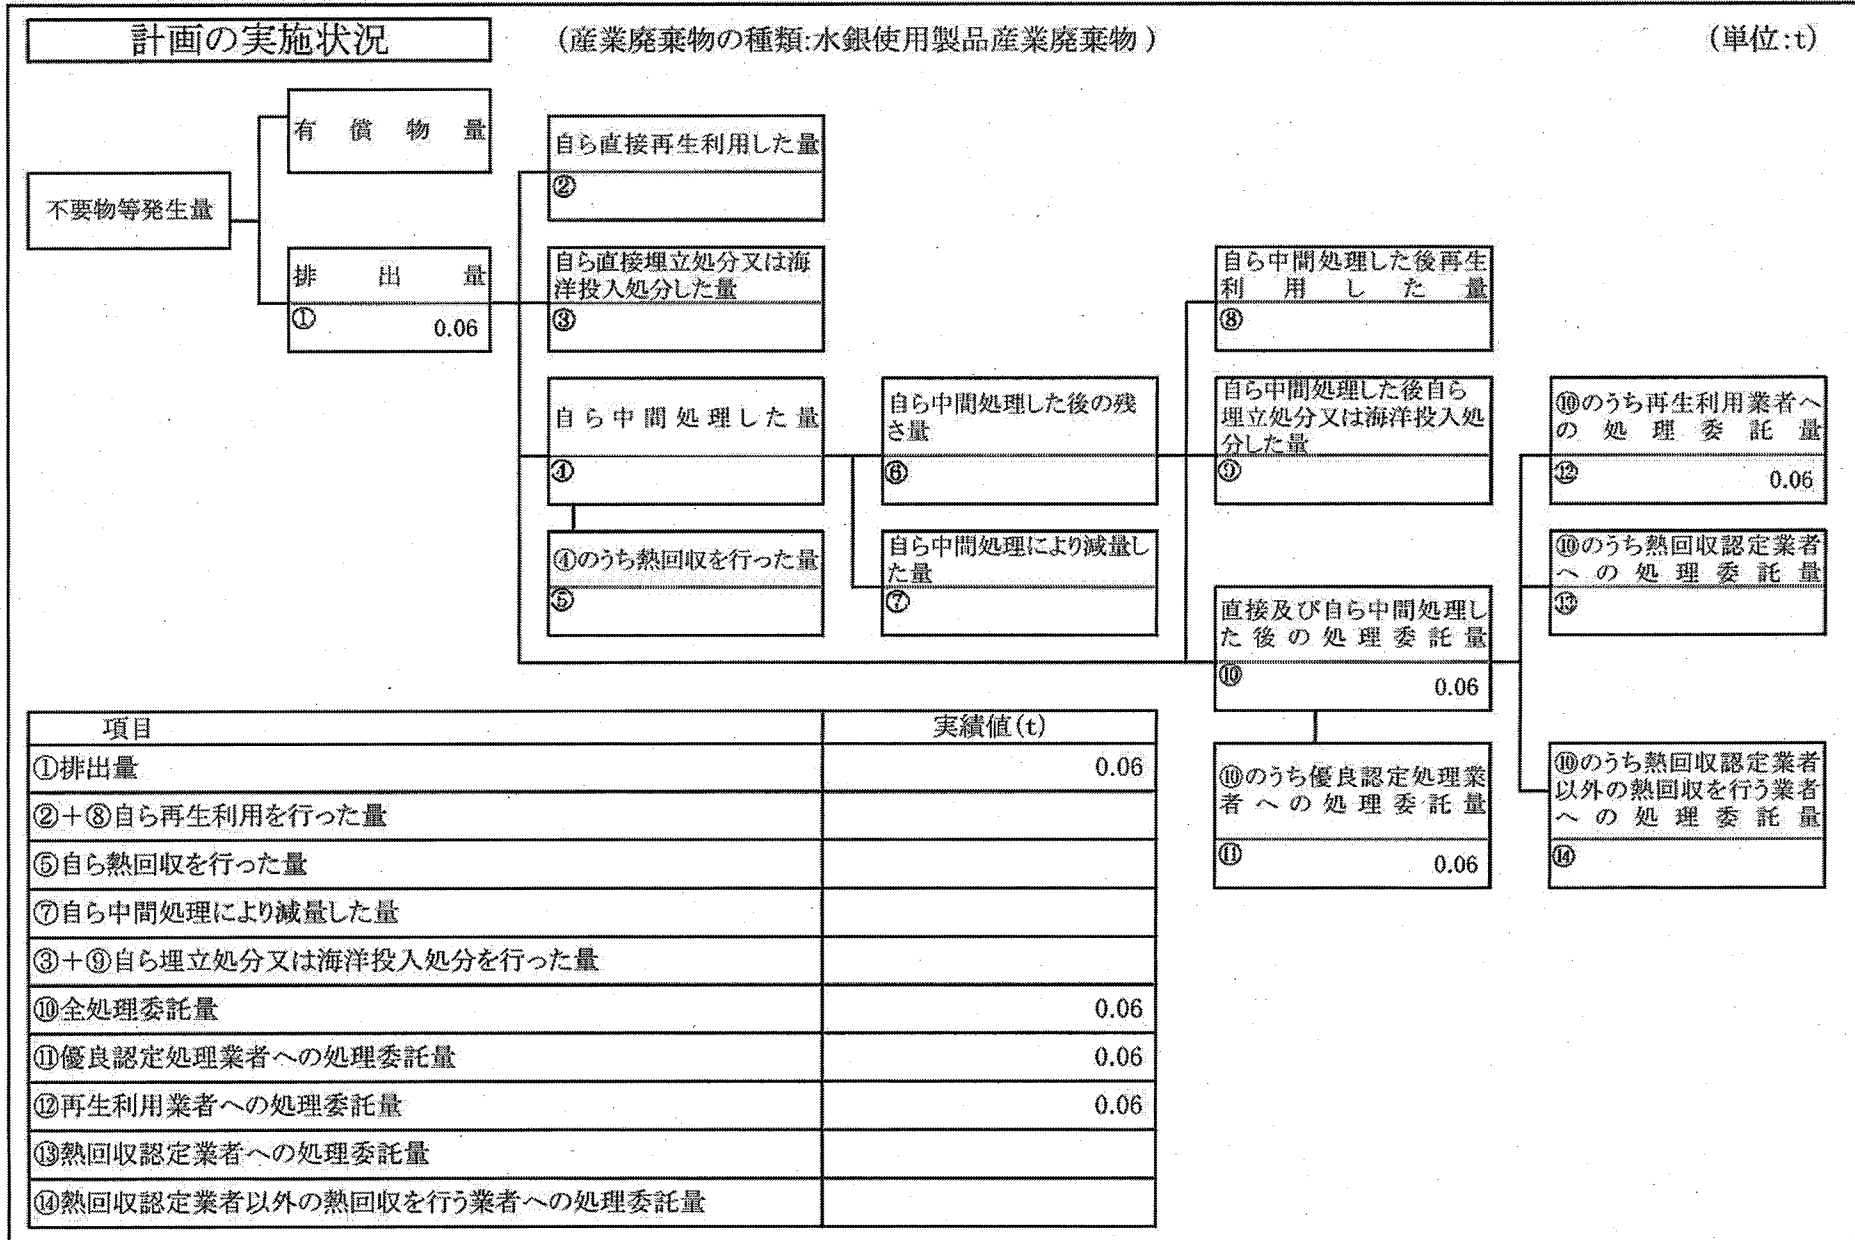 計画の実施状況
(産業廃棄物の種類:水銀使用製品産業廃棄物)
(単位:t)
有償物量
不要物等発生量
排出量
① 0.06
自ら直接再生利用した量
②
自ら直接埋立処分又は海
洋投入処分した量
③
自ら中間処理した量
④
④のうち熱回収を行った量
⑤
自ら中間処理した後の残
さ量
⑥
自ら中間処理により減量し
た量
⑦
自ら中間処理した後再生
利用した量
⑧
自ら中間処理した後自ら
埋立処分又は海洋投入処
分した量
⑨
直接及び自ら中間処理し
た後の処理委託量
⑩ 0.06
⑩のうち優良認定処理業
者への処理委託量
⑪ 0.06
⑩のうち再生利用業者へ
の処理委託量
⑫ 0.06
⑩のうち熱回収認定業者
への処理委託量
⑬
⑩のうち熱回収認定業者
以外の熱回収を行う業者
への処理委託量
⑭
項目 実績値(t)
①排出量 0.06
②+⑧自ら再生利用を行った量
⑤自ら熱回収を行った量
⑦自ら中間処理により減量した量
③+⑨自ら埋立処分又は海洋投入処分を行った量
⑩全処理委託量 0.06
⑪優良認定処理業者への処理委託量 0.06
⑫再生利用業者への処理委託量 0.06
⑬熱回収認定業者への処理委託量
⑭熱回収認定業者以外の熱回収を行う業者への処理委託量